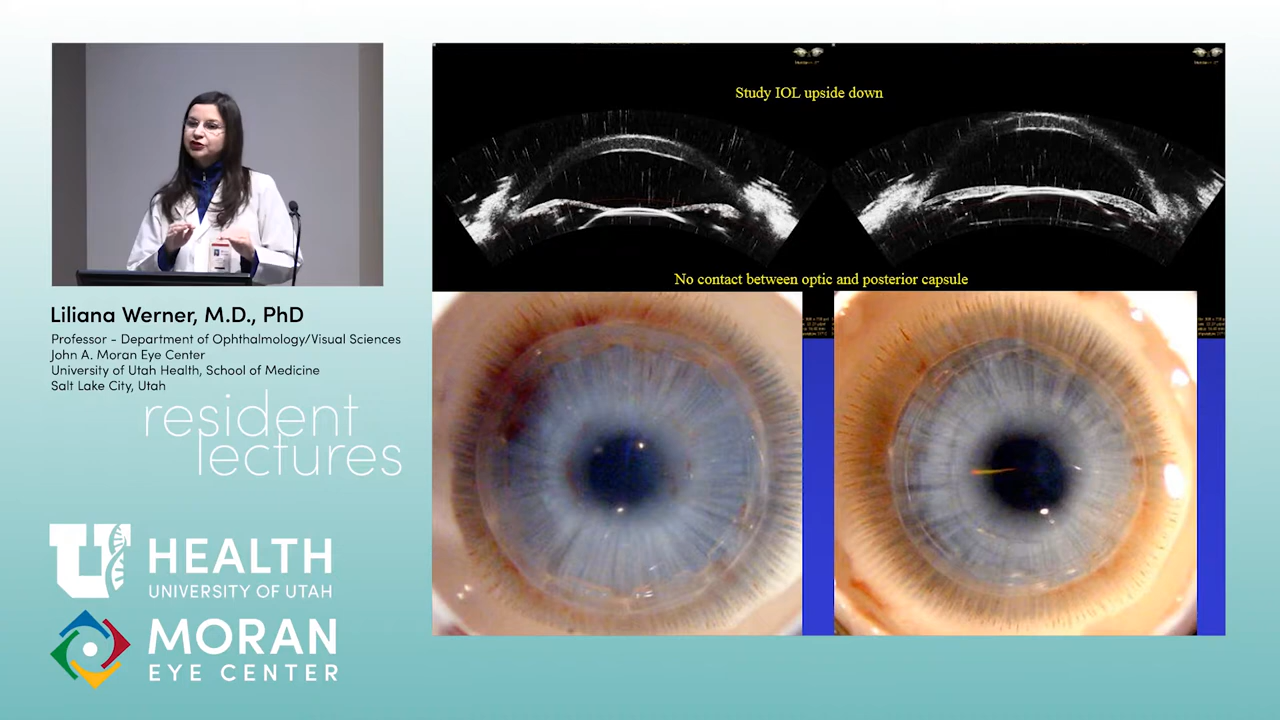 Study IOL upside down
No contact between optic and posterior capsule
Liliana Werner, M.D., PhD
Professor - Department of Ophthalmology/Visual Sciences
John A. Moran Eye Center
University of Utah Health, School of Medicine
Salt Lake City, Utah
resident
lectures
U HEALTH
UNIVERSITY OF UTAH
MORAN
EYE CENTER